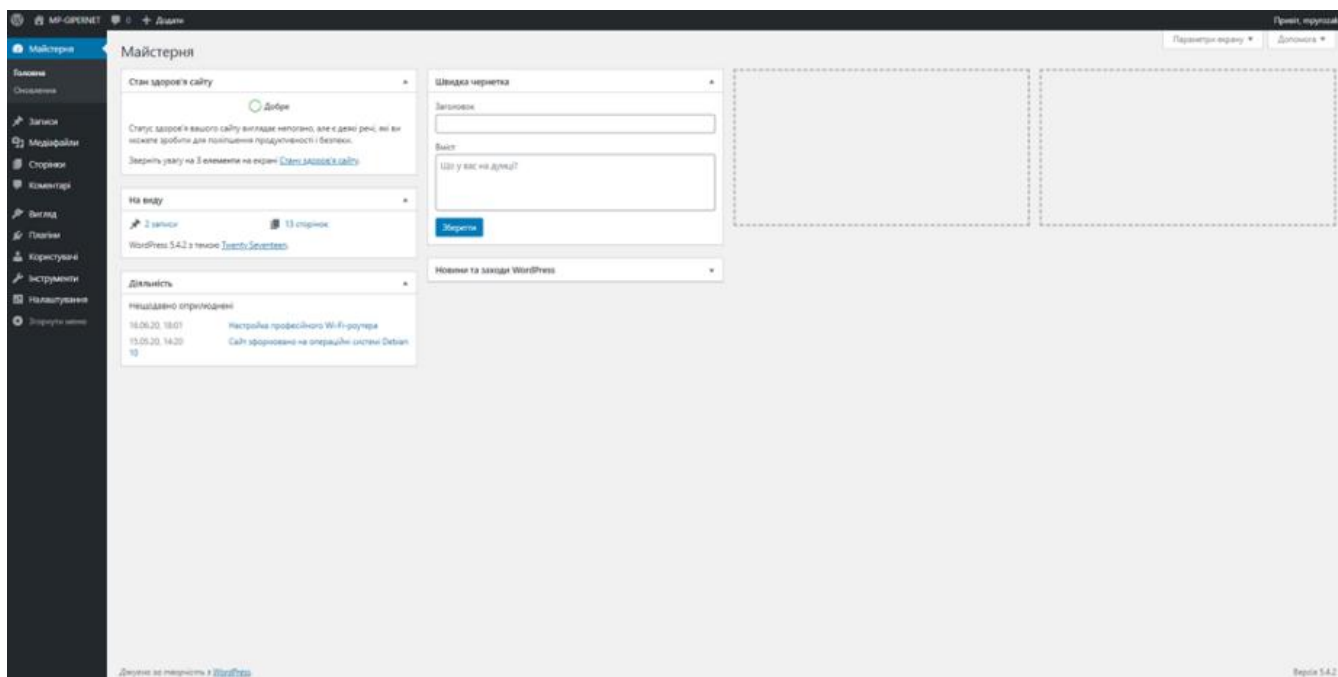 MP-GIPERNET 0 + Додати
Привіт, mpyrozal
Майстерня
Головна
Оновлення
Записи
Медіафайли
Сторінки
Коментарі
Вигляд
Плагіни
Користувачі
Інструменти
Налаштування
Згорнути меню
Параметри екрану
Допомога
Майстерня
Стан здоров'я сайту
Добре
Статус здоров'я вашого сайту виглядає непогано, але є деякі речі, які ви
можете зробити для поліпшення продуктивності і безпеки.
Зверніть увагу на 3 елементи на екрані Стані здоров'я сайту.
На виду
2 записи
13 сторінок
WordPress 5.4.2 з темою Twenty Seventeen.
Діяльність
Нещодавно оприлюднені
16.06.20, 18:01 Настройка професійного Wi-Fi-роутера
15.05.20, 14:20 Сайт сформовано на операційні системі Debian
10
Швидка чернетка
Заголовок
Вміст
Що у вас на думці?
Зберегти
Новини та заходи WordPress
Дякуємо за творчість з WordPress.
Версія 5.4.2